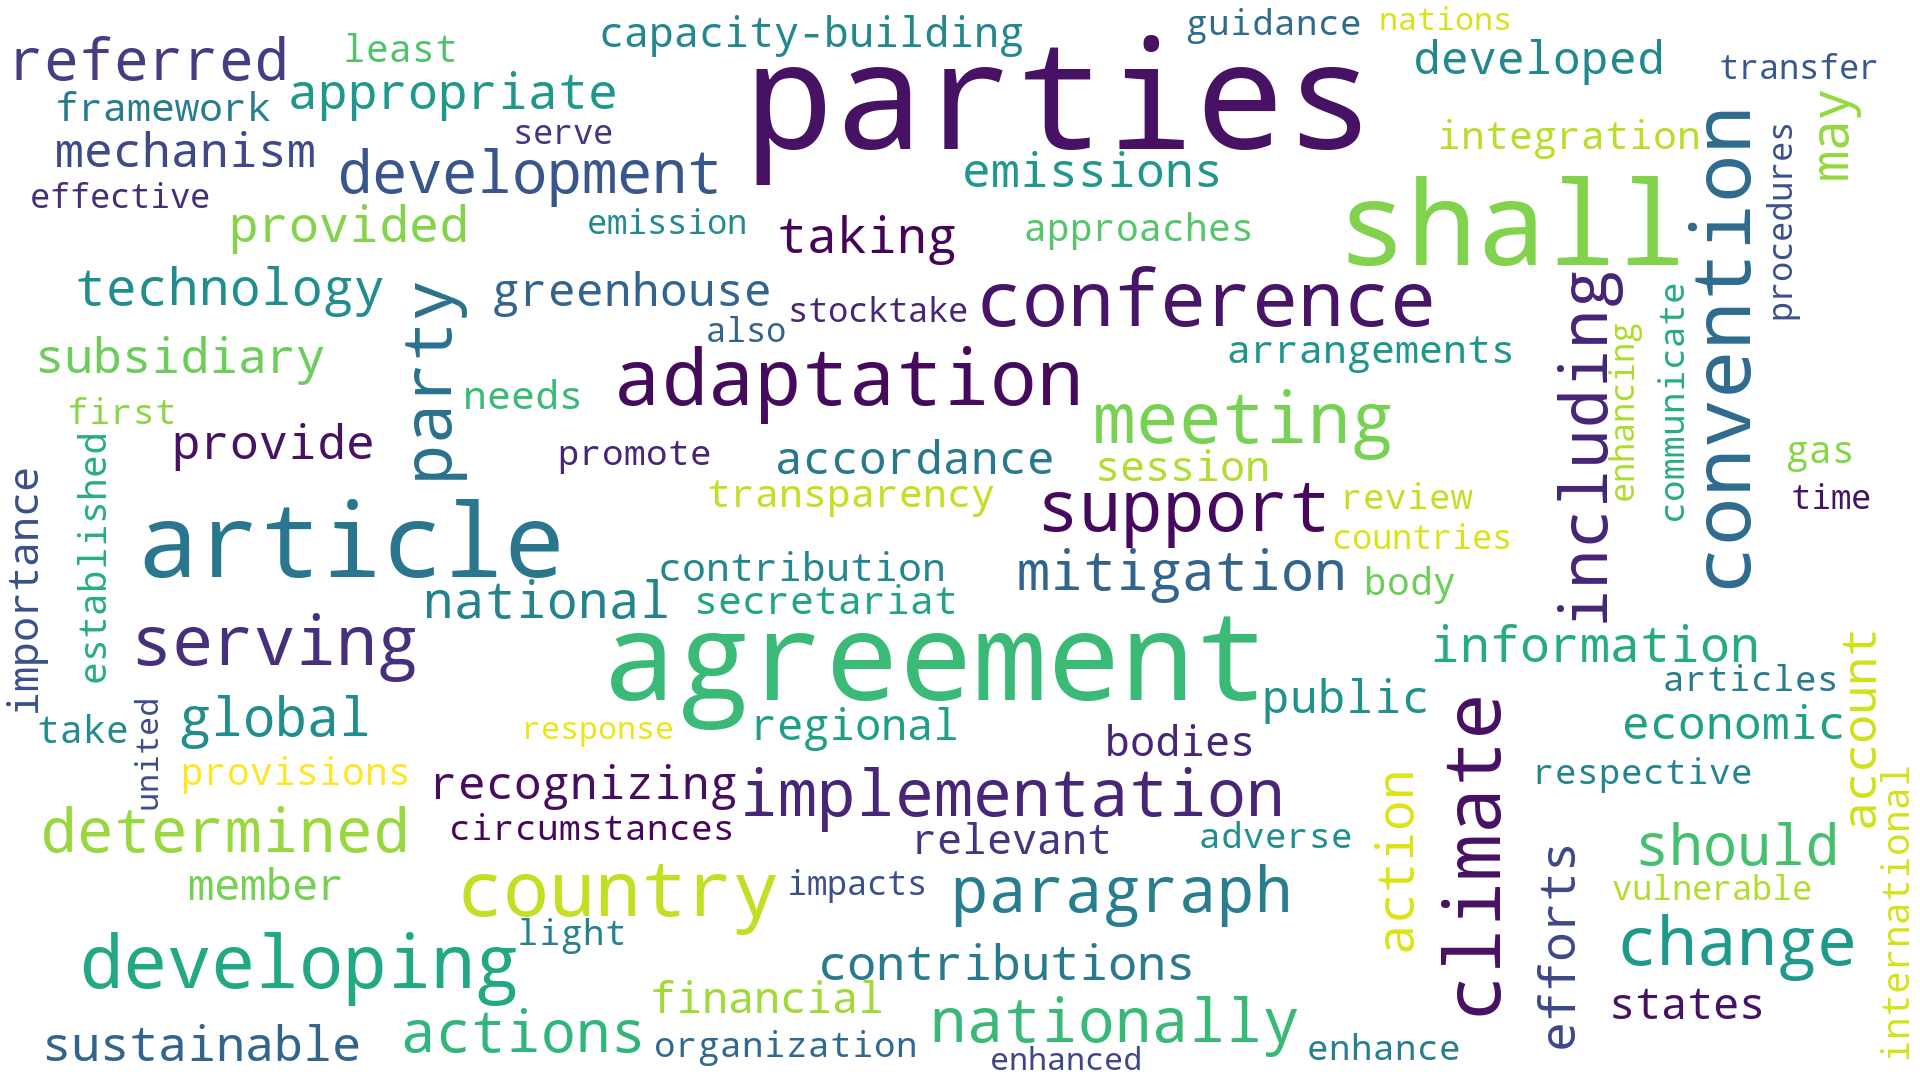 capacity-building
guidance
nations
referred
least
parties
developed
transfer
framework
appropriate
serve
mechanism
development
emissions
integration
may
effective
provided
emission
taking
approaches
shall
convention
procedures
technology
party
greenhouse
stocktake
conference
including
communicate
also
subsidiary
adaptation
arrangements
enhancing
needs
first
meeting
provide
promote
accordance
session
gas
established
importance
transparency
support
review
time
article
countries
contribution
mitigation
body
national
secretariat
serving
agreement
information
account
articles
public
take
united
global
response
regional
bodies
climate
economic
provisions
recognizing
implementation
action
respective
international
determined
circumstances
relevant
adverse
efforts
should
member
country
impacts
paragraph
vulnerable
light
developing
contributions
change
financial
states
sustainable
actions
organization
nationally
enhanced
enhance